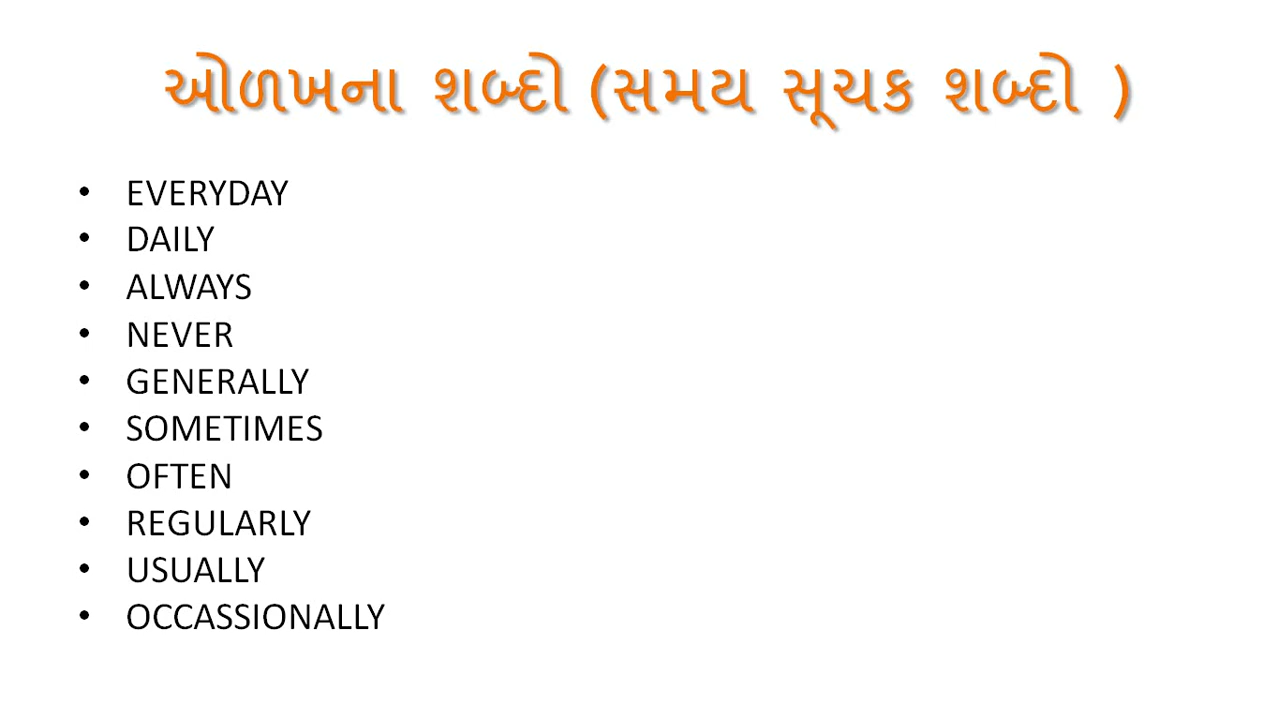 ઓળખના શબ્દો (સમય સૂચક શબ્દો )
• EVERYDAY
• DAILY
• ALWAYS
• NEVER
• GENERALLY
• SOMETIMES
• OFTEN
• REGULARLY
• USUALLY
• OCCASSIONALLY